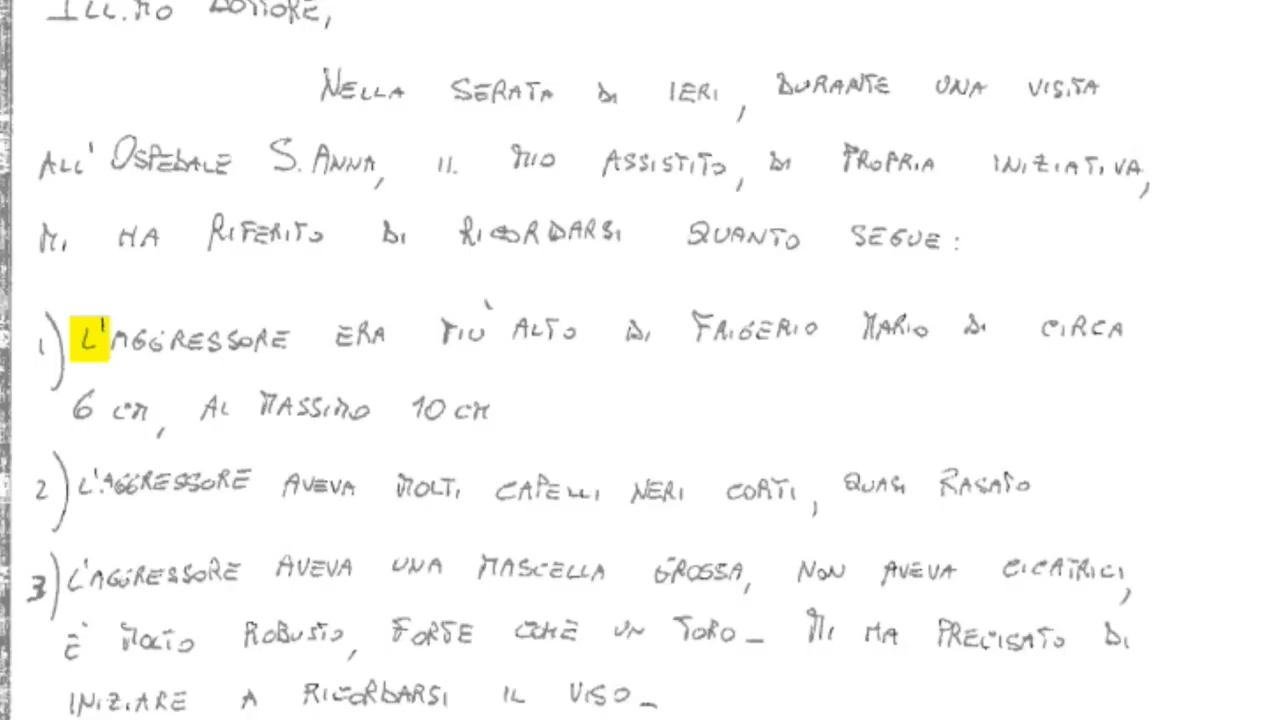 ILL.MO DOTTORE,
NELLA SERATA DI IERI, DURANTE UNA VISITA
ALL'OSPEDALE S. ANNA, IL MIO ASSISTITO, DI PROPRIA INIZIATIVA,
MI HA RIFERITO DI RICORDARSI QUANTO SEGUE:
1) L'AGGRESSORE ERA PIU' ALTO DI FRIGERIO MARIO DI CIRCA
6 CM, AL MASSIMO 10 CM
2) L'AGGRESSORE AVEVA MOLTI CAPELLI NERI CORTI, QUASI RASATO
3) L'AGGRESSORE AVEVA UNA MASCELLA GROSSA, NON AVEVA CICATRICI,
E' MOLTO ROBUSTO, FORTE COME UN TORO_ MI HA PRECISATO DI
INIZIARE A RICORDARSI IL VISO_